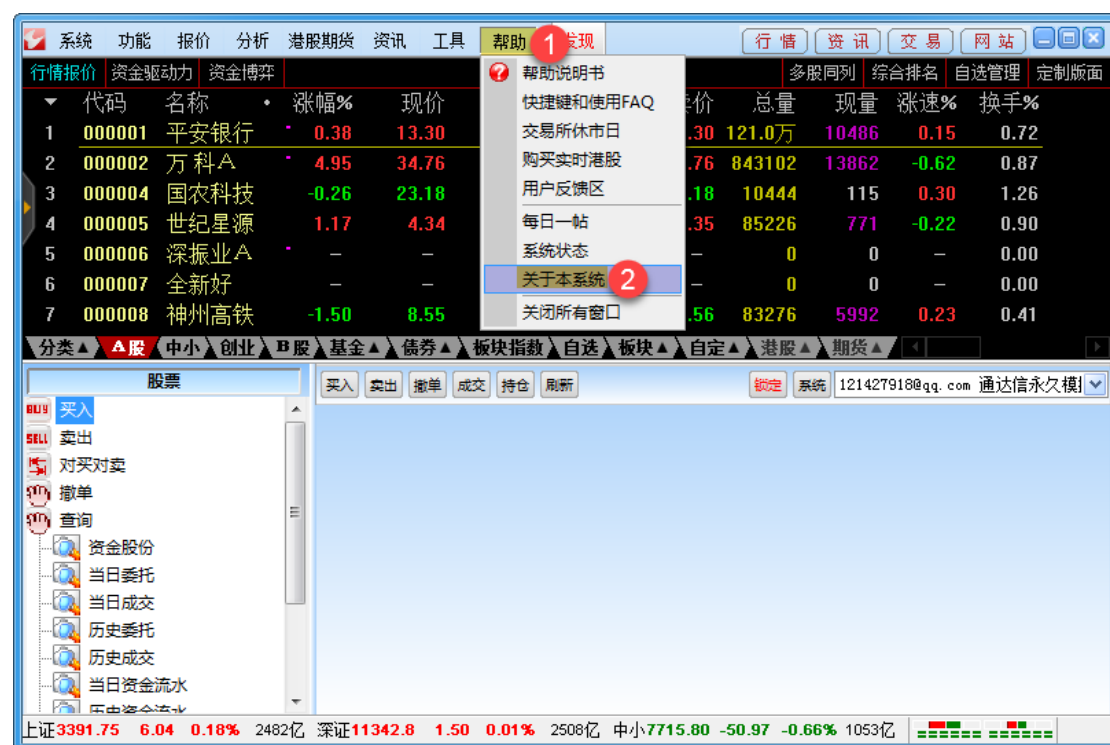 系统 功能 报价 分析 港股期货 资讯 工具 帮助 1 发现 行情 资讯 交易 网站
行情报价 资金驱动力 资金博弈 多股同列 综合排名 自选管理 定制版面
帮助说明书
快捷键和使用FAQ
交易所休市日
购买实时港股
用户反馈区
每日一帖
系统状态
关于本系统 2
关闭所有窗口
代码 名称 涨幅% 现价 卖价 总量 现量 涨速% 换手%
1 000001 平安银行 0.38 13.30 .30 121.0万 10486 0.15 0.72
2 000002 万科A 4.95 34.76 .76 843102 13862 -0.62 0.87
3 000004 国农科技 -0.26 23.18 .18 10444 115 0.30 1.26
4 000005 世纪星源 1.17 4.34 .35 85226 771 -0.22 0.90
5 000006 深振业A — — — 0 0 — 0.00
6 000007 全新好 — — — 0 0 — 0.00
7 000008 神州高铁 -1.50 8.55 .56 83276 5992 0.23 0.41
分类▲ A股 中小 创业 B股 基金▲ 债券▲ 板块指数 自选 板块▲ 自定▲ 港股▲ 期货▲
股票 买入 卖出 撤单 成交 持仓 刷新 锁定 系统 121427918@qq.com 通达信永久模
BUY 买入
SELL 卖出
对买对卖
撤单
查询
资金股份
当日委托
当日成交
历史委托
历史成交
当日资金流水
历史资金流水
上证3391.75 6.04 0.18% 2482亿 深证11342.8 1.50 0.01% 2508亿 中小7715.80 -50.97 -0.66% 1053亿